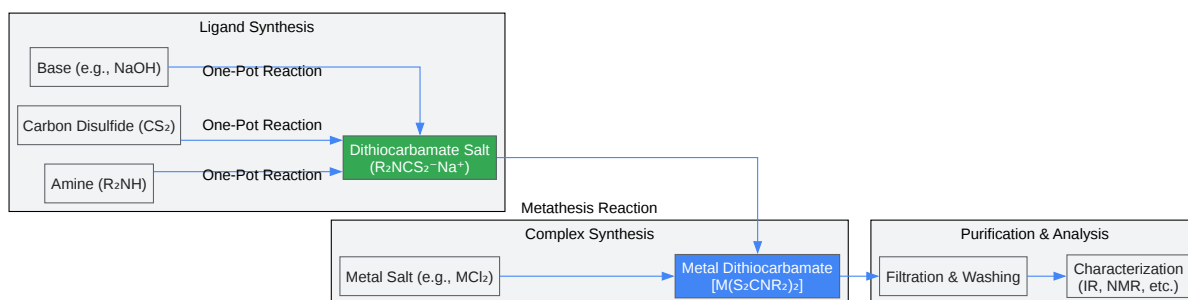 Ligand Synthesis
Base (e.g., NaOH)
One-Pot Reaction
Carbon Disulfide (CS₂)
One-Pot Reaction
Dithiocarbamate Salt
(R₂NCS₂⁻Na⁺)
Amine (R₂NH)
One-Pot Reaction
Metathesis Reaction
Complex Synthesis
Metal Salt (e.g., MCl₂)
Metal Dithiocarbamate
[M(S₂CNR₂)₂]
Purification & Analysis
Filtration & Washing
Characterization
(IR, NMR, etc.)